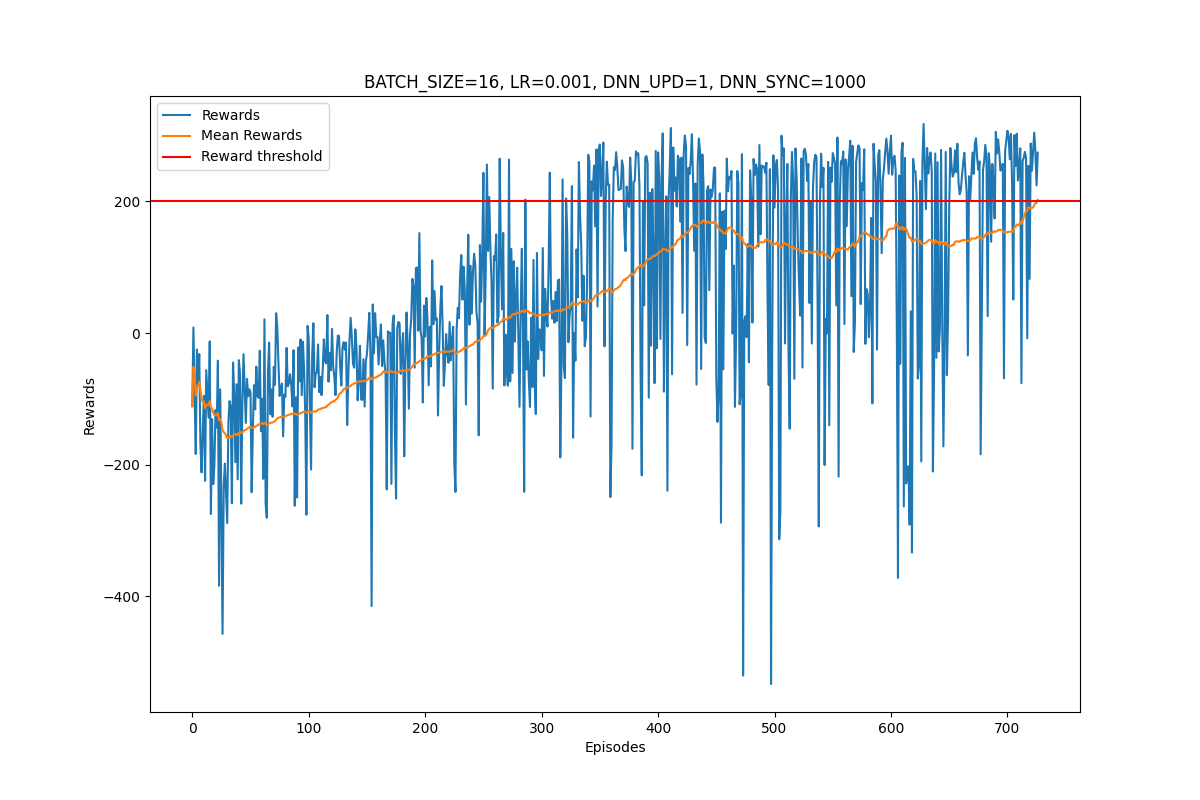 BATCH_SIZE=16, LR=0.001, DNN_UPD=1, DNN_SYNC=1000
Rewards
Mean Rewards
Reward threshold
200
0
−200
−400
Rewards
0 100 200 300 400 500 600 700
Episodes